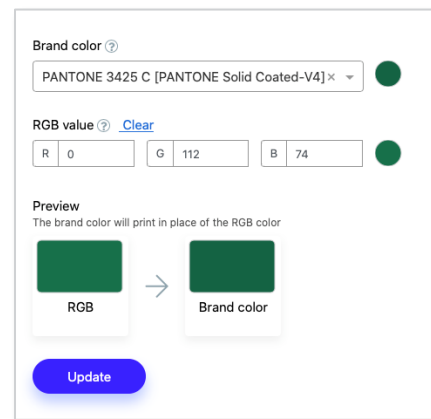 Brand color ?
PANTONE 3425 C [PANTONE Solid Coated-V4] ×
RGB value ? Clear
R 0 G 112 B 74
Preview
The brand color will print in place of the RGB color
RGB Brand color
Update